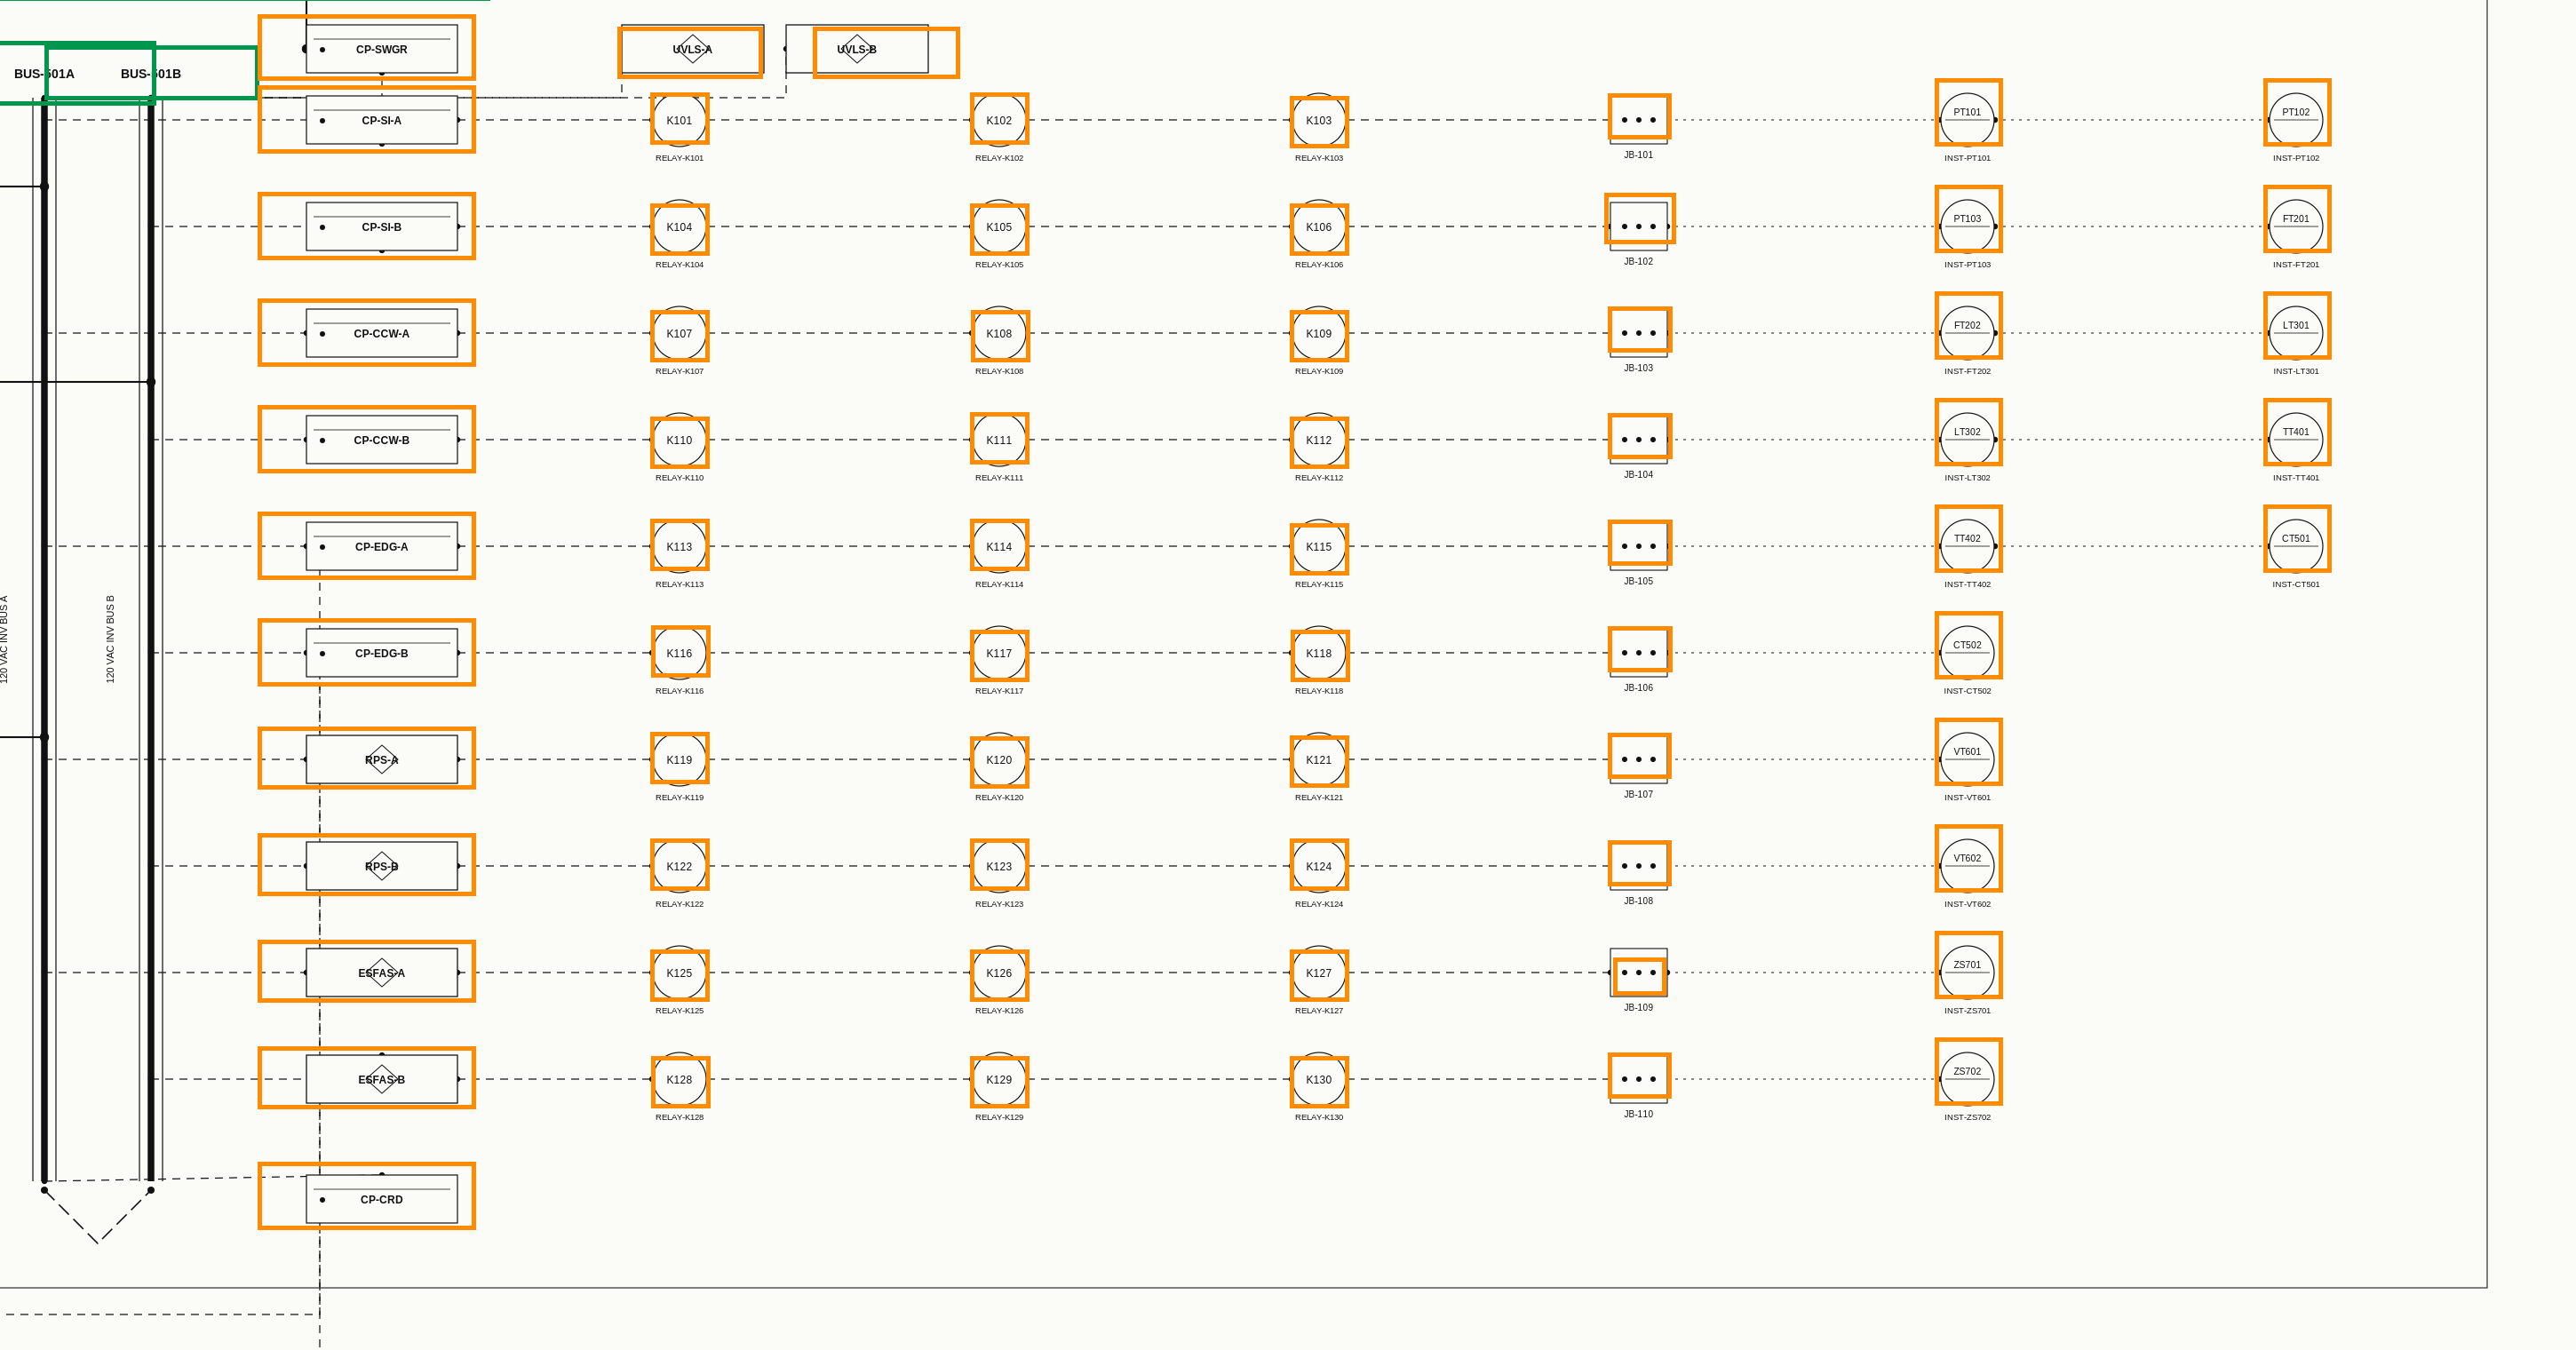 CP-SWGR
UVLS-A
UVLS-B
BUS-501A
BUS-501B
CP-SI-A
K101
K102
K103
PT101
PT102
RELAY-K101
RELAY-K102
RELAY-K103
JB-101
INST-PT101
INST-PT102
CP-SI-B
K104
K105
K106
PT103
FT201
RELAY-K104
RELAY-K105
RELAY-K106
JB-102
INST-PT103
INST-FT201
CP-CCW-A
K107
K108
K109
FT202
LT301
RELAY-K107
RELAY-K108
RELAY-K109
JB-103
INST-FT202
INST-LT301
CP-CCW-B
K110
K111
K112
LT302
TT401
RELAY-K110
RELAY-K111
RELAY-K112
JB-104
INST-LT302
INST-TT401
CP-EDG-A
K113
K114
K115
TT402
CT501
RELAY-K113
RELAY-K114
RELAY-K115
JB-105
INST-TT402
INST-CT501
120 VAC INV BUS A
120 VAC INV BUS B
CP-EDG-B
K116
K117
K118
CT502
RELAY-K116
RELAY-K117
RELAY-K118
JB-106
INST-CT502
RPS-A
K119
K120
K121
VT601
RELAY-K119
RELAY-K120
RELAY-K121
JB-107
INST-VT601
RPS-B
K122
K123
K124
VT602
RELAY-K122
RELAY-K123
RELAY-K124
JB-108
INST-VT602
ESFAS-A
K125
K126
K127
ZS701
RELAY-K125
RELAY-K126
RELAY-K127
JB-109
INST-ZS701
ESFAS-B
K128
K129
K130
ZS702
RELAY-K128
RELAY-K129
RELAY-K130
JB-110
INST-ZS702
CP-CRD